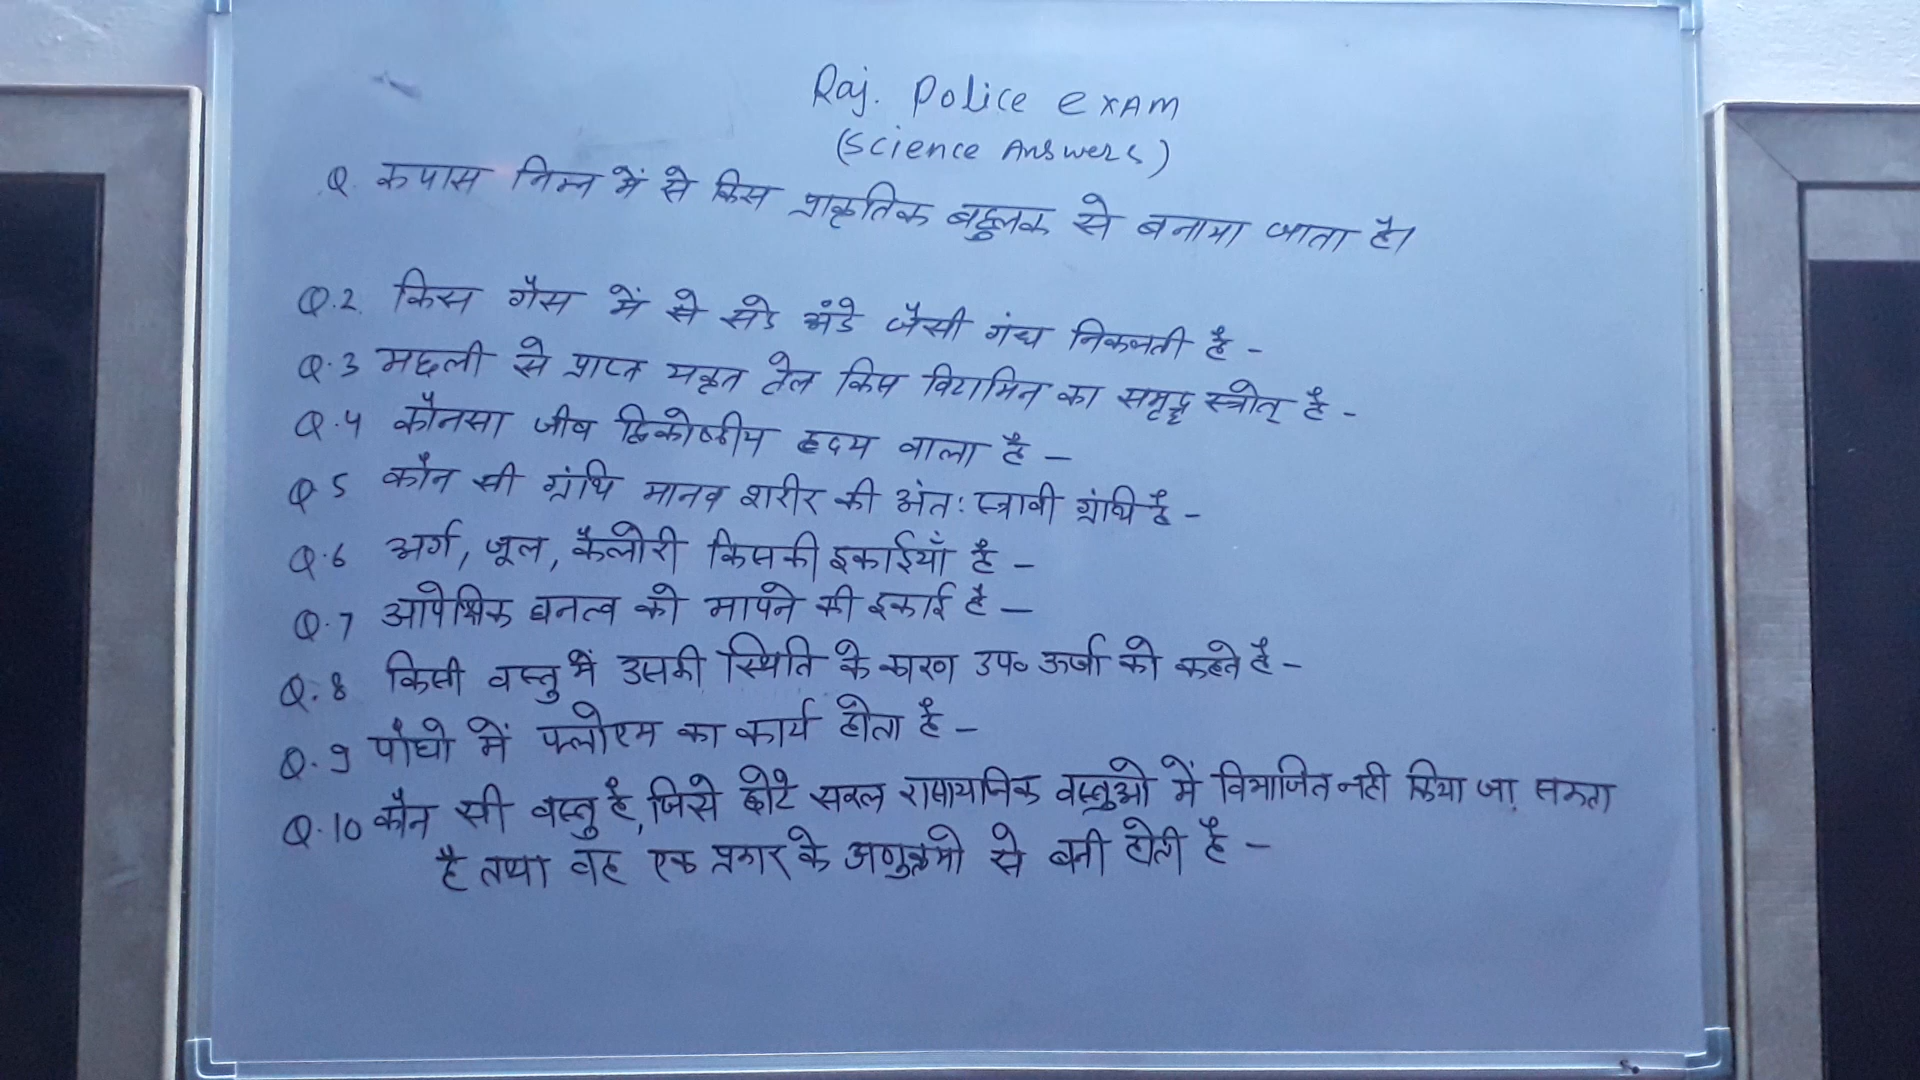 Raj. Police exam
(Science Answers)
Q. कपास निम्न में से किस प्राकृतिक बहुलक से बनाया जाता है।
Q.2. किस गैस में से सडे अंडे जैसी गंध निकलती है -
Q.3 मछली से प्राप्त यकृत तेल किस विटामिन का समृद्ध स्त्रोत् है -
Q.4 कौनसा जीव द्विकोष्ठीय हृदय वाला है -
Q 5 कौन सी ग्रंथि मानव शरीर की अंत: स्त्रावी ग्रंथि है -
Q.6 अर्ग, जूल, कैलोरी किसकी इकाईयाँ है -
Q.7 आपेक्षिक घनत्व को मापने की इकाई है -
Q.8 किसी वस्तु में उसकी स्थिति के कारण उप० ऊर्जा को कहते है -
Q.9 पौधो में फ्लोएम का कार्य होता है -
Q.10 कौन सी वस्तु है, जिसे छोटे सरल रासायनिक वस्तुओ में विभाजित नही किया जा सकता
है तथा वह एक प्रकार के अणुओ से बनी होती है -